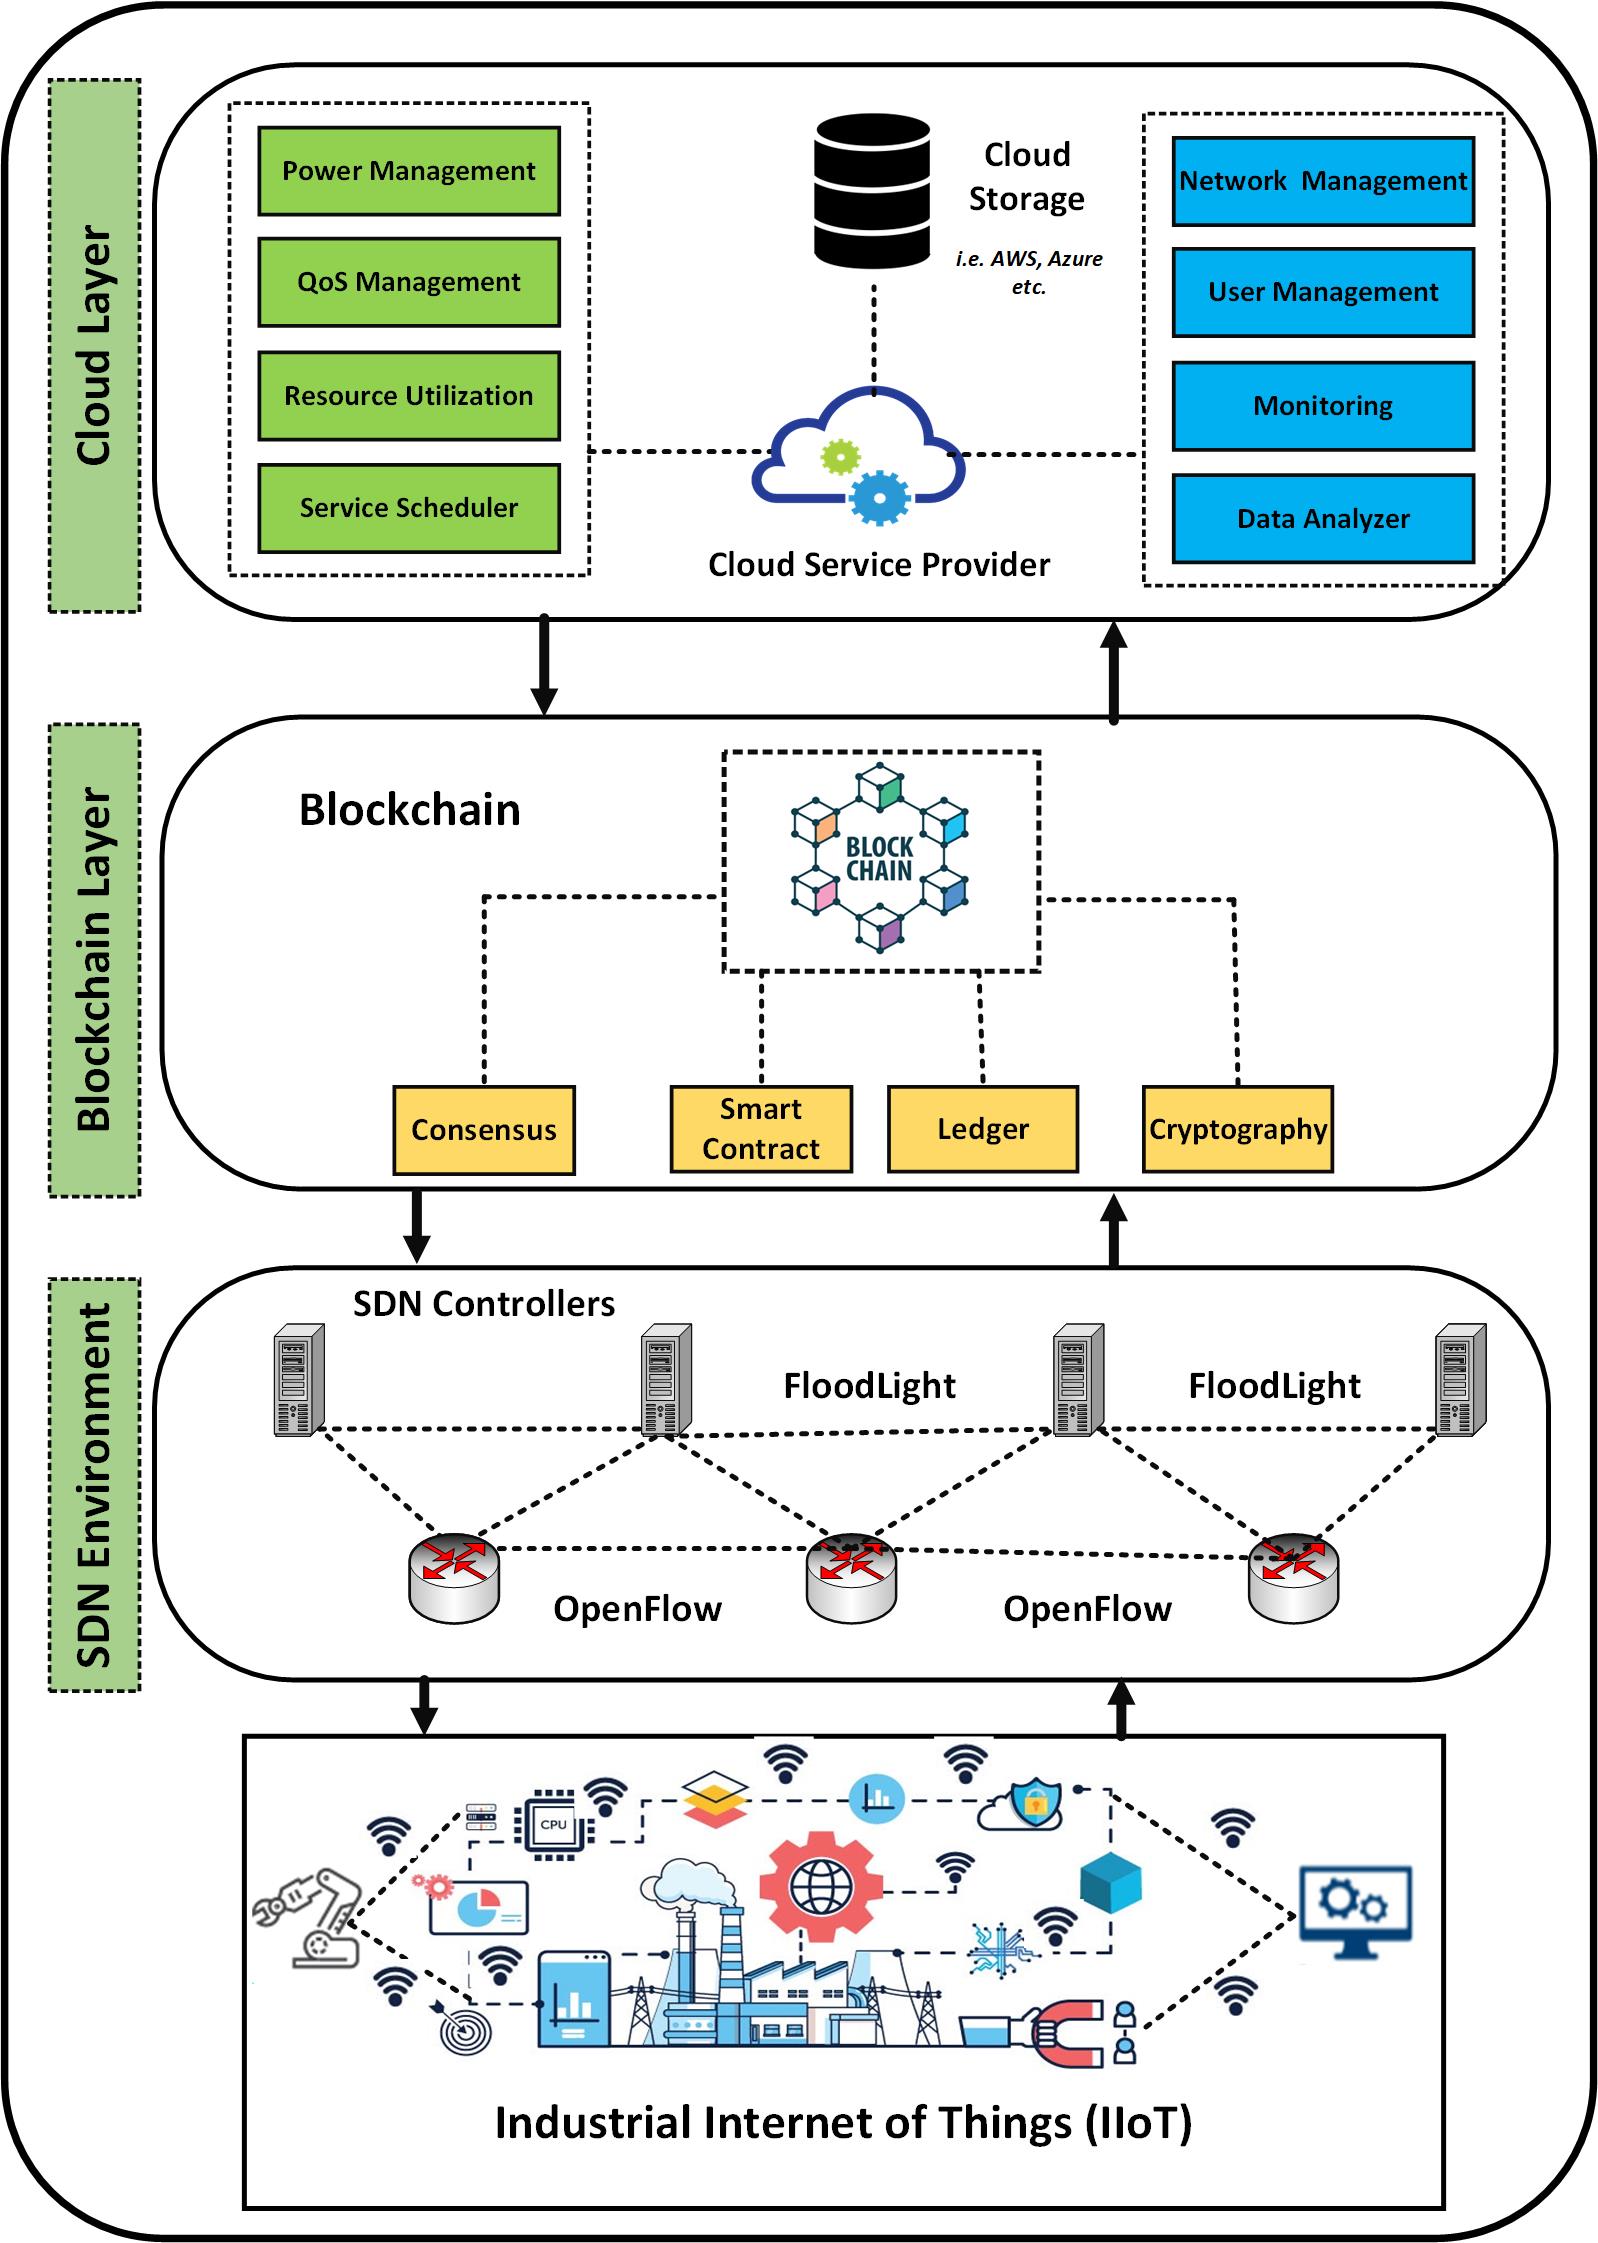 Cloud Layer
Power Management
QoS Management
Resource Utilization
Service Scheduler
Cloud
Storage
i.e. AWS, Azure
etc.
Cloud Service Provider
Network  Management
User Management
Monitoring
Data Analyzer
Blockchain Layer
Blockchain
BLOCK
CHAIN
Consensus
Smart
Contract
Ledger
Cryptography
SDN Environment
SDN Controllers
FloodLight
FloodLight
OpenFlow
OpenFlow
CPU
Industrial Internet of Things (IIoT)